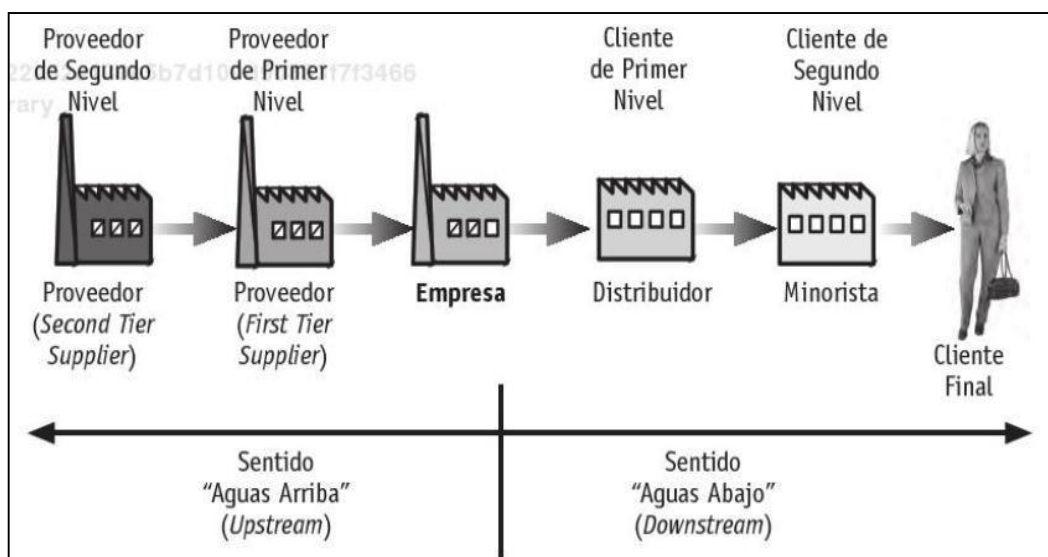 Proveedor
de Segundo
Nivel
Proveedor
de Primer
Nivel
Cliente
de Primer
Nivel
Cliente de
Segundo
Nivel
Proveedor
(Second Tier
Supplier)
Proveedor
(First Tier
Supplier)
Empresa
Distribuidor
Minorista
Cliente
Final
Sentido
“Aguas Arriba”
(Upstream)
Sentido
“Aguas Abajo”
(Downstream)